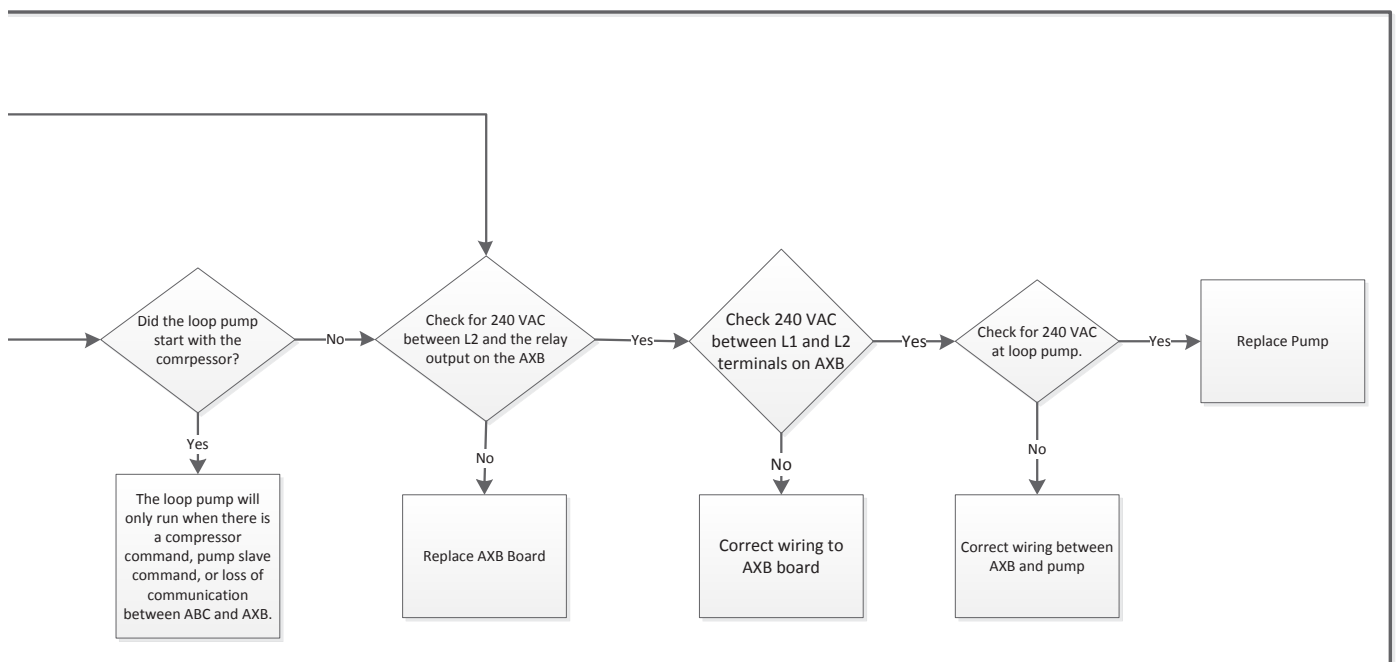 Did the loop pump
start with the
comrpessor?
No
Check for 240 VAC
between L2 and the relay
output on the AXB
Yes
Check 240 VAC
between L1 and L2
terminals on AXB
Yes
Check for 240 VAC
at loop pump.
Yes
Replace Pump
Yes
No
No
No
The loop pump will
only run when there is
a compressor
command, pump slave
command, or loss of
communication
between ABC and AXB.
Replace AXB Board
Correct wiring to
AXB board
Correct wiring between
AXB and pump